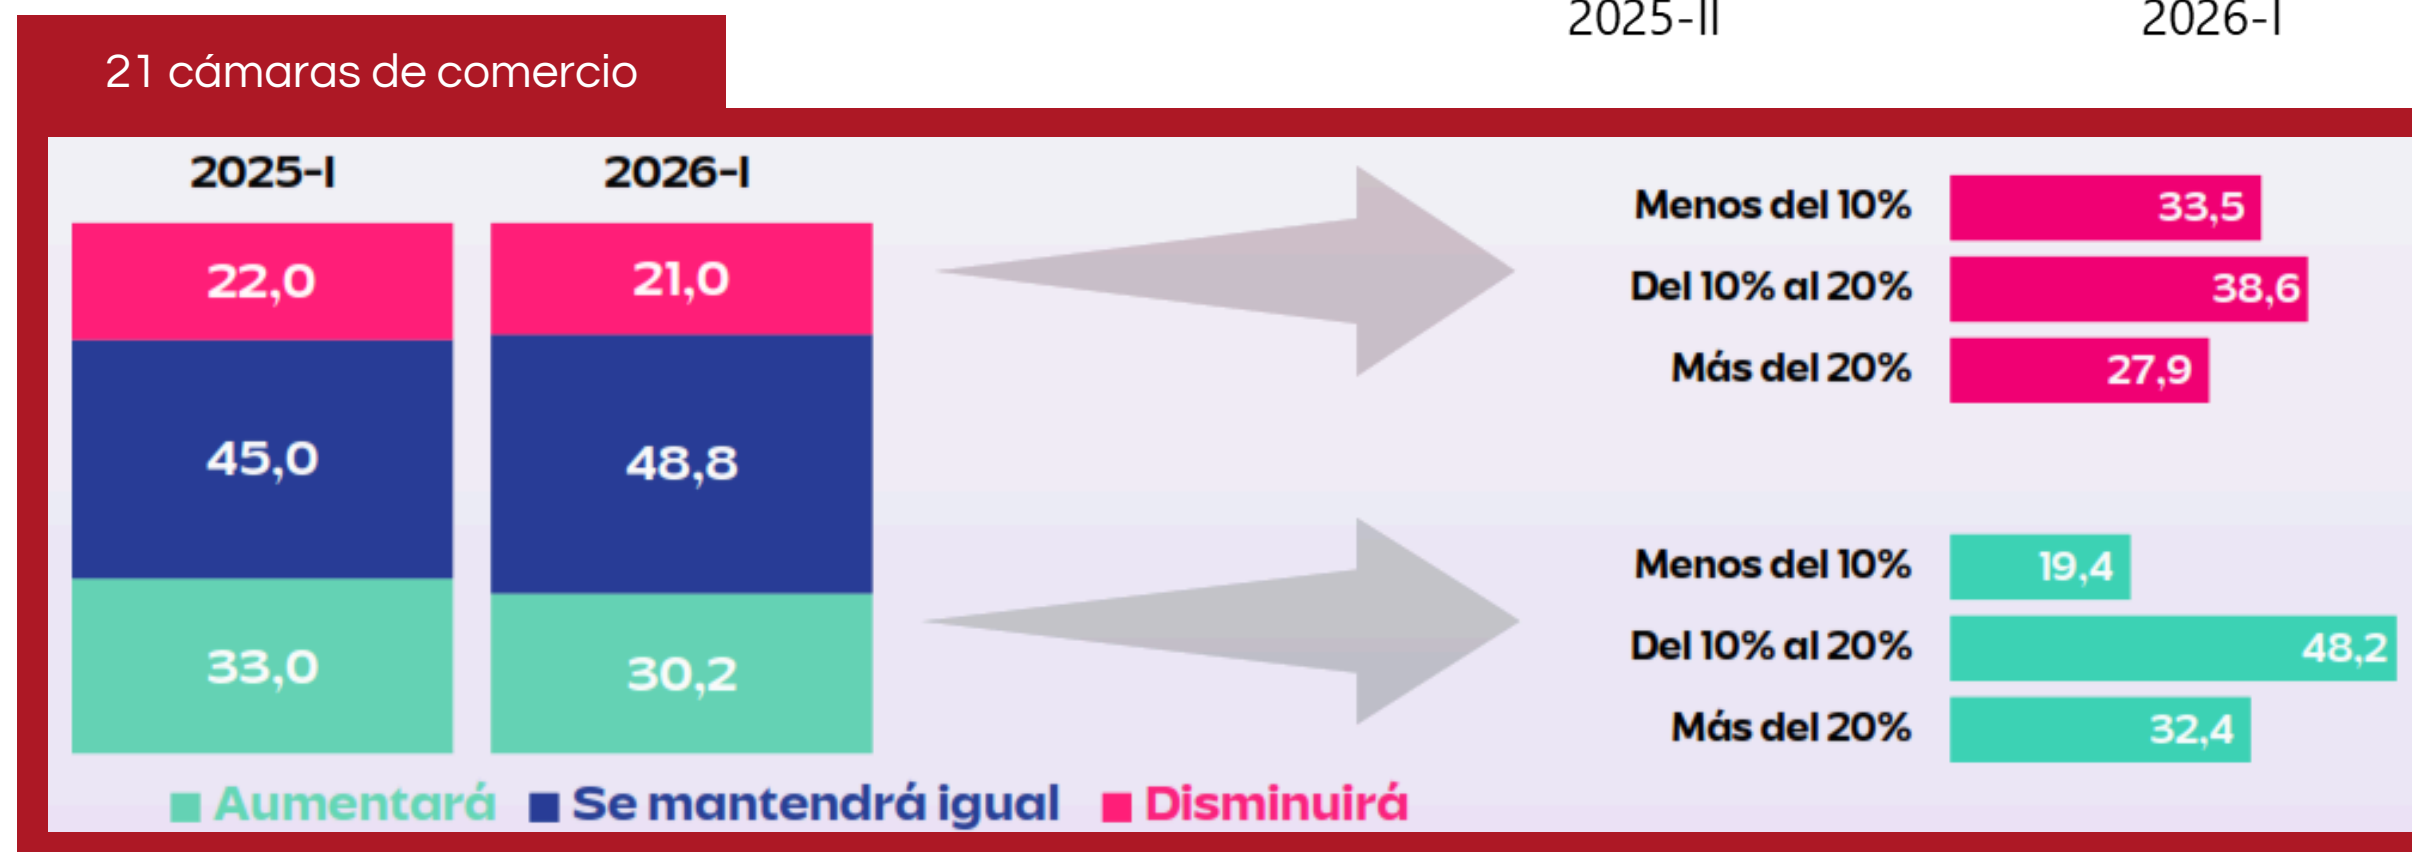 2025-II 2026-I
21 cámaras de comercio
2025-I 2026-I
22,0 21,0
45,0 48,8
33,0 30,2
Menos del 10% 33,5
Del 10% al 20% 38,6
Más del 20% 27,9
Menos del 10% 19,4
Del 10% al 20% 48,2
Más del 20% 32,4
Aumentará Se mantendrá igual Disminuirá